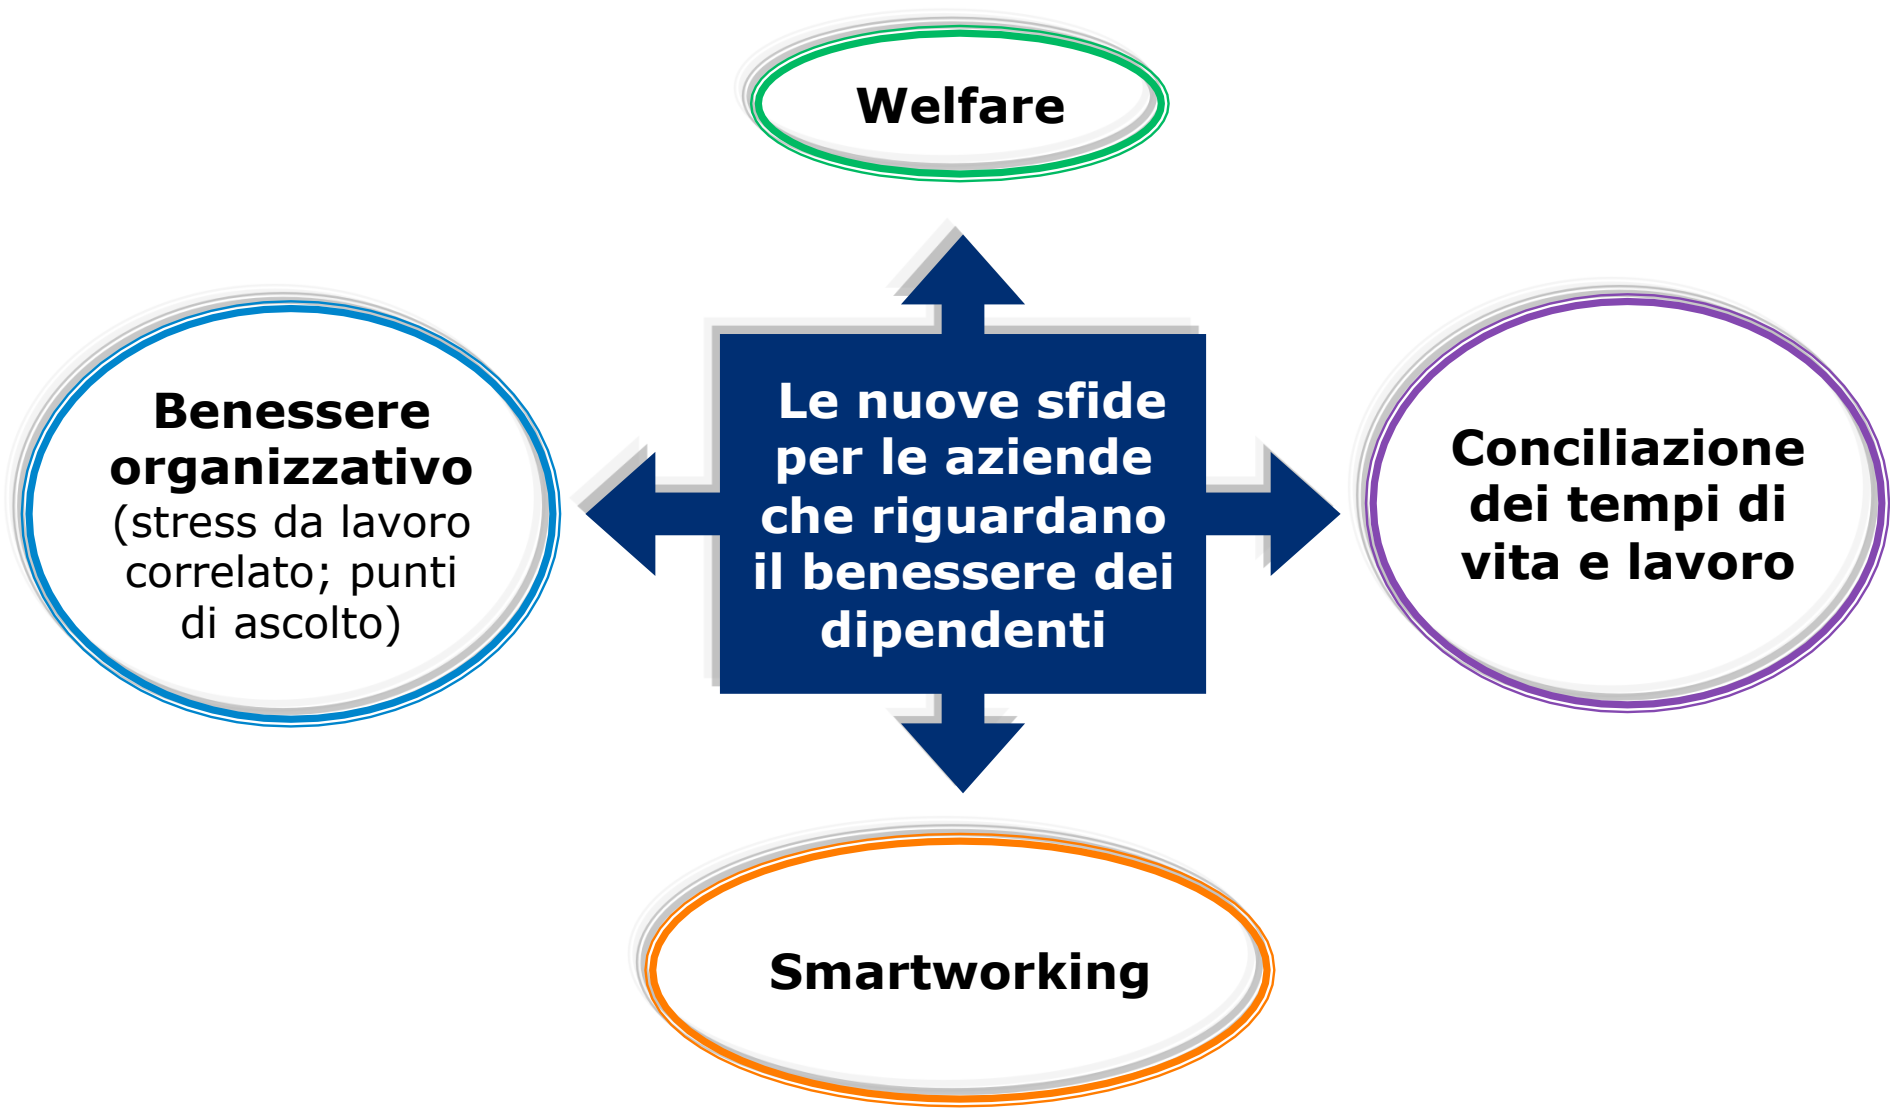 Welfare
Benessere
organizzativo
(stress da lavoro
correlato; punti
di ascolto)
Le nuove sfide
per le aziende
che riguardano
il benessere dei
dipendenti
Conciliazione
dei tempi di
vita e lavoro
Smartworking